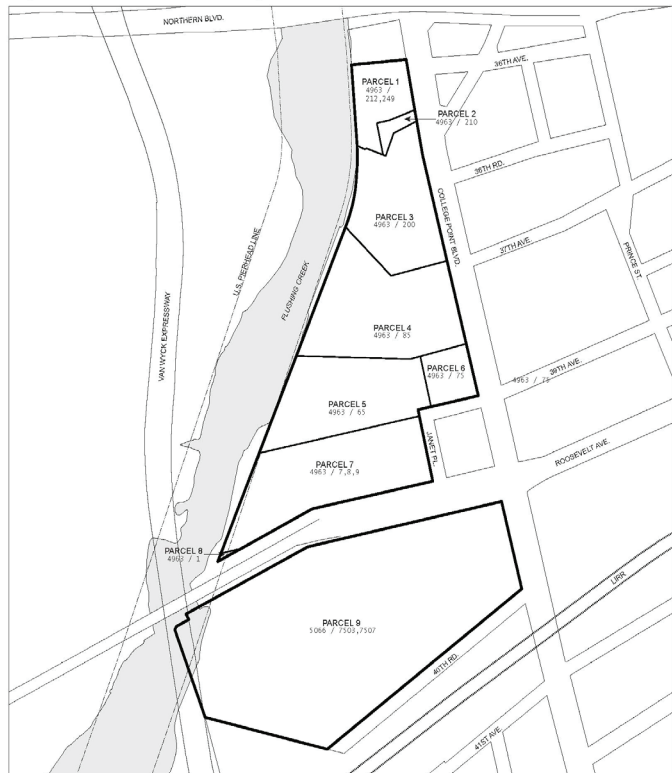 NORTHERN BLVD.
36TH AVE.
PARCEL 1
4963 /
212,249
PARCEL 2
4963 / 210
36TH RD.
COLLEGE POINT BLVD.
PARCEL 3
4963 / 200
37TH AVE.
PRINCE ST.
U.S. PIERHEAD LINE
FLUSHING CREEK
VAN WYCK EXPRESSWAY
PARCEL 4
4963 / 85
PARCEL 6
4963 / 75
39TH AVE.
4963 / 75
PARCEL 5
4963 / 65
JANET PL.
ROOSEVELT AVE.
PARCEL 7
4963 / 7,8,9
PARCEL 8
4963 / 1
LIRR
PARCEL 9
5066 / 7503,7507
40TH RD.
41ST AVE.